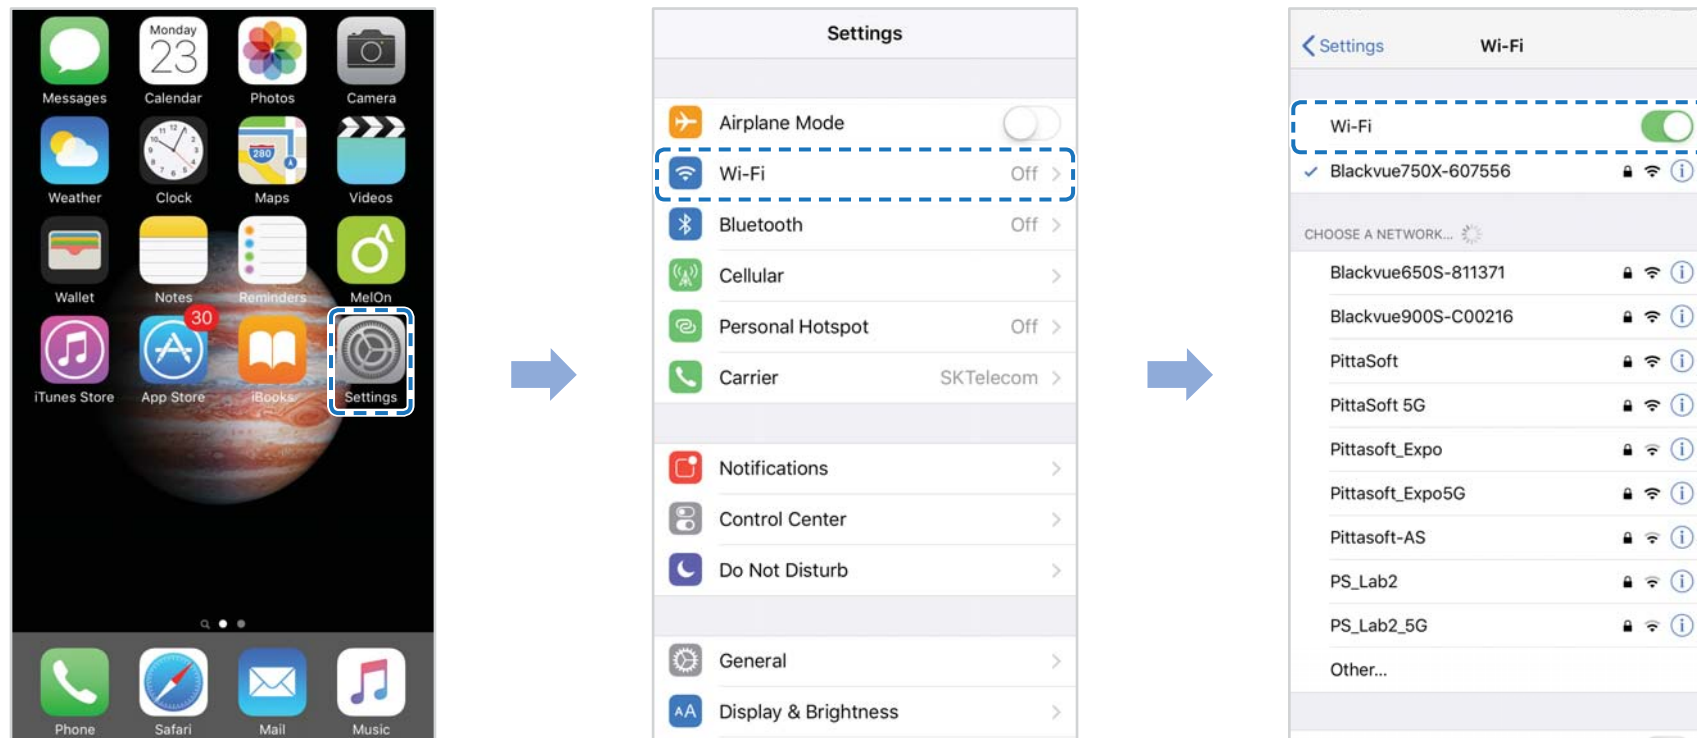 Monday
23
Messages Calendar Photos Camera
280
Weather Clock Maps Videos
Wallet Notes Reminders MelOn
30
iTunes Store App Store iBooks Settings
Phone Safari Mail Music
Settings
Airplane Mode
Wi-Fi Off
Bluetooth Off
Cellular
Personal Hotspot Off
Carrier SKTelecom
Notifications
Control Center
Do Not Disturb
General
AA Display & Brightness
Settings Wi-Fi
Wi-Fi
Blackvue750X-607556
CHOOSE A NETWORK...
Blackvue650S-811371
Blackvue900S-C00216
PittaSoft
PittaSoft 5G
Pittasoft_Expo
Pittasoft_Expo5G
Pittasoft-AS
PS_Lab2
PS_Lab2_5G
Other...